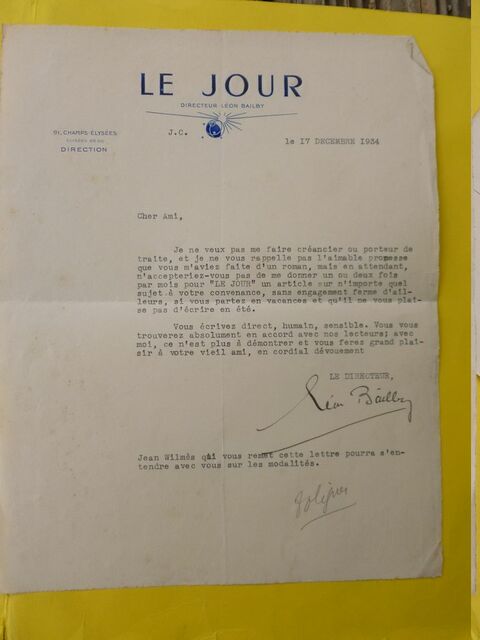 LE JOUR
DIRECTEUR LÉON BAILBY
91, CHAMPS-ÉLYSÉES
DIRECTION
J.C.
le 17 DECEMBRE 1934
Cher Ami,
Je ne veux pas me faire créancier ou porteur de
traite, et je ne vous rappelle pas l'aimable promesse
que vous m'aviez faite d'un roman, mais en attendant,
n'accepteriez-vous pas de me donner un ou deux fois
par mois pour "LE JOUR" un article sur n'importe quel
sujet à votre convenance, sans engagement ferme d'ail-
leurs, si vous partez en vacances et qu'il ne vous plai-
se pas d'écrire en été.
Vous écrivez direct, humain, sensible. Vous vous
trouverez absolument en accord avec nos lecteurs; avec
moi, ce n'est plus à démontrer et vous ferez grand plai-
sir à votre vieil ami, en cordial dévouement
LE DIRECTEUR,
Léon Bailby
Jean Wilmès qui vous remet cette lettre pourra s'en-
tendre avec vous sur les modalités.